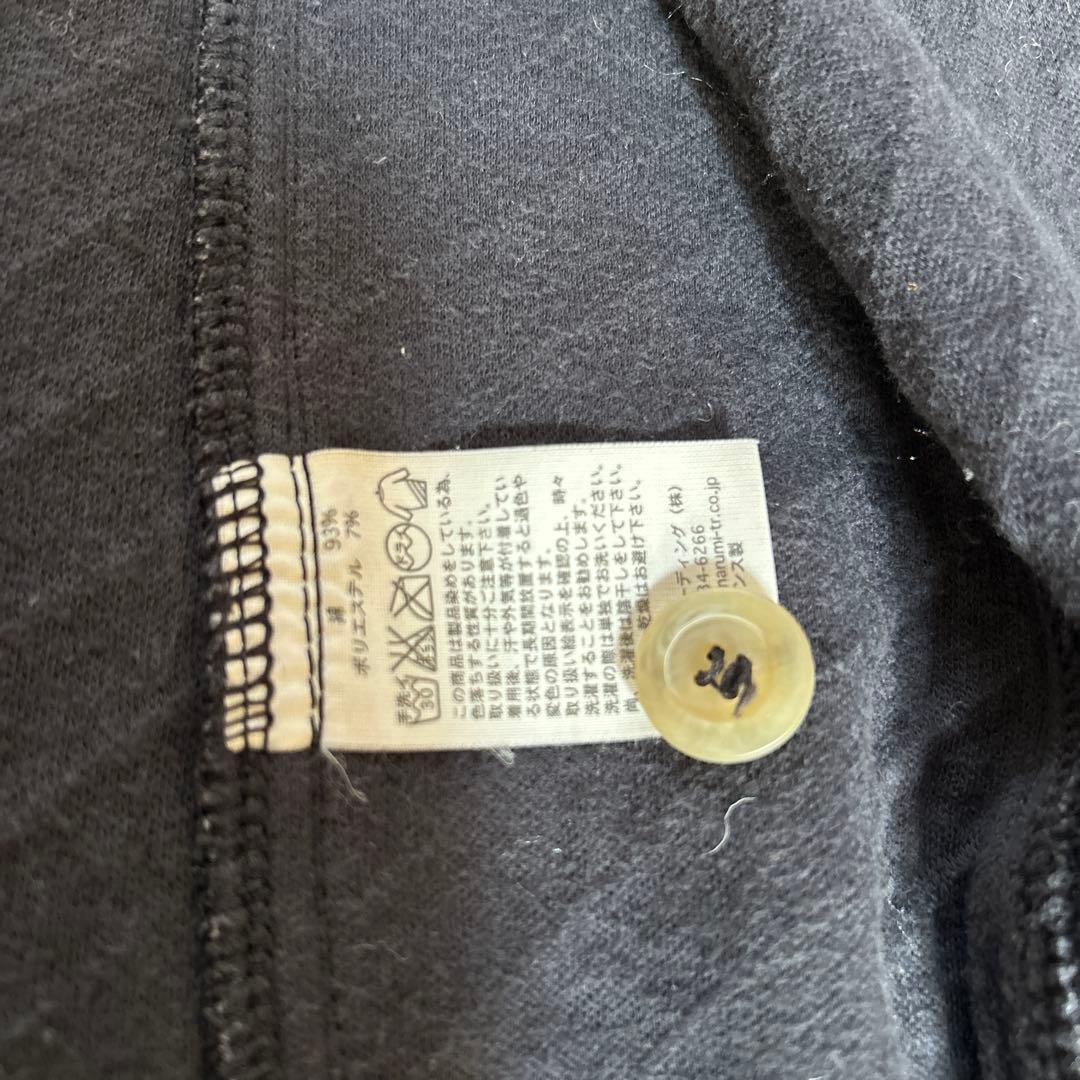 綿 93%
ポリエステル 7%
手洗イ
30
ドライ
この商品は製品染めをしている為、
色落ちする性質があります。
取り扱いに十分ご注意下さい。
着用後、汗や外気等が付着してい
る状態で長期間放置すると退色や
変色の原因となります。
取り扱い絵表示を確認の上、時々
洗濯することをお勧めします。
洗濯の際は単独でお洗いください。
尚、洗濯後は陰干しをして下さい。
乾燥はお避け下さい。
ーディング（株）
34-6266
narumi-tr.co.jp
ンス製